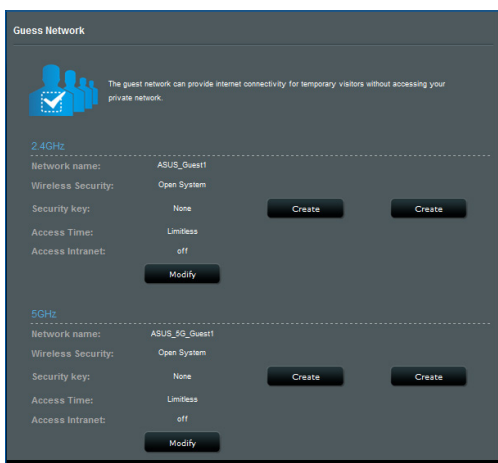 Guess Network
The guest network can provide internet connectivity for temporary visitors without accessing your
private network.
2.4GHz
Network name: ASUS_Guest1
Wireless Security: Open System
Security key: None Create Create
Access Time: Limitless
Access Intranet: off
Modify
5GHz
Network name: ASUS_5G_Guest1
Wireless Security: Open System
Security key: None Create Create
Access Time: Limitless
Access Intranet: off
Modify